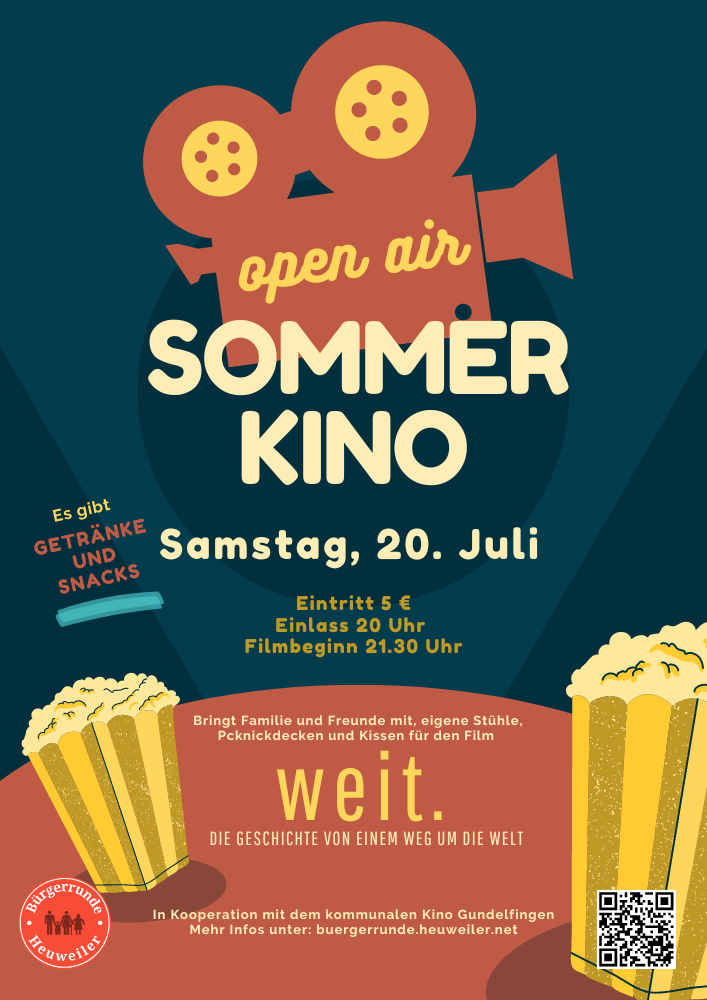 open air
SOMMER
KINO
Es gibt
GETRÄNKE
UND
SNACKS
Samstag, 20. Juli
Eintritt 5 €
Einlass 20 Uhr
Filmbeginn 21.30 Uhr
Bringt Familie und Freunde mit, eigene Stühle,
Pcknickdecken und Kissen für den Film
weit.
DIE GESCHICHTE VON EINEM WEG UM DIE WELT
Bürgerrunde
Heuweiler
In Kooperation mit dem kommunalen Kino Gundelfingen
Mehr Infos unter: buergerrunde.heuweiler.net